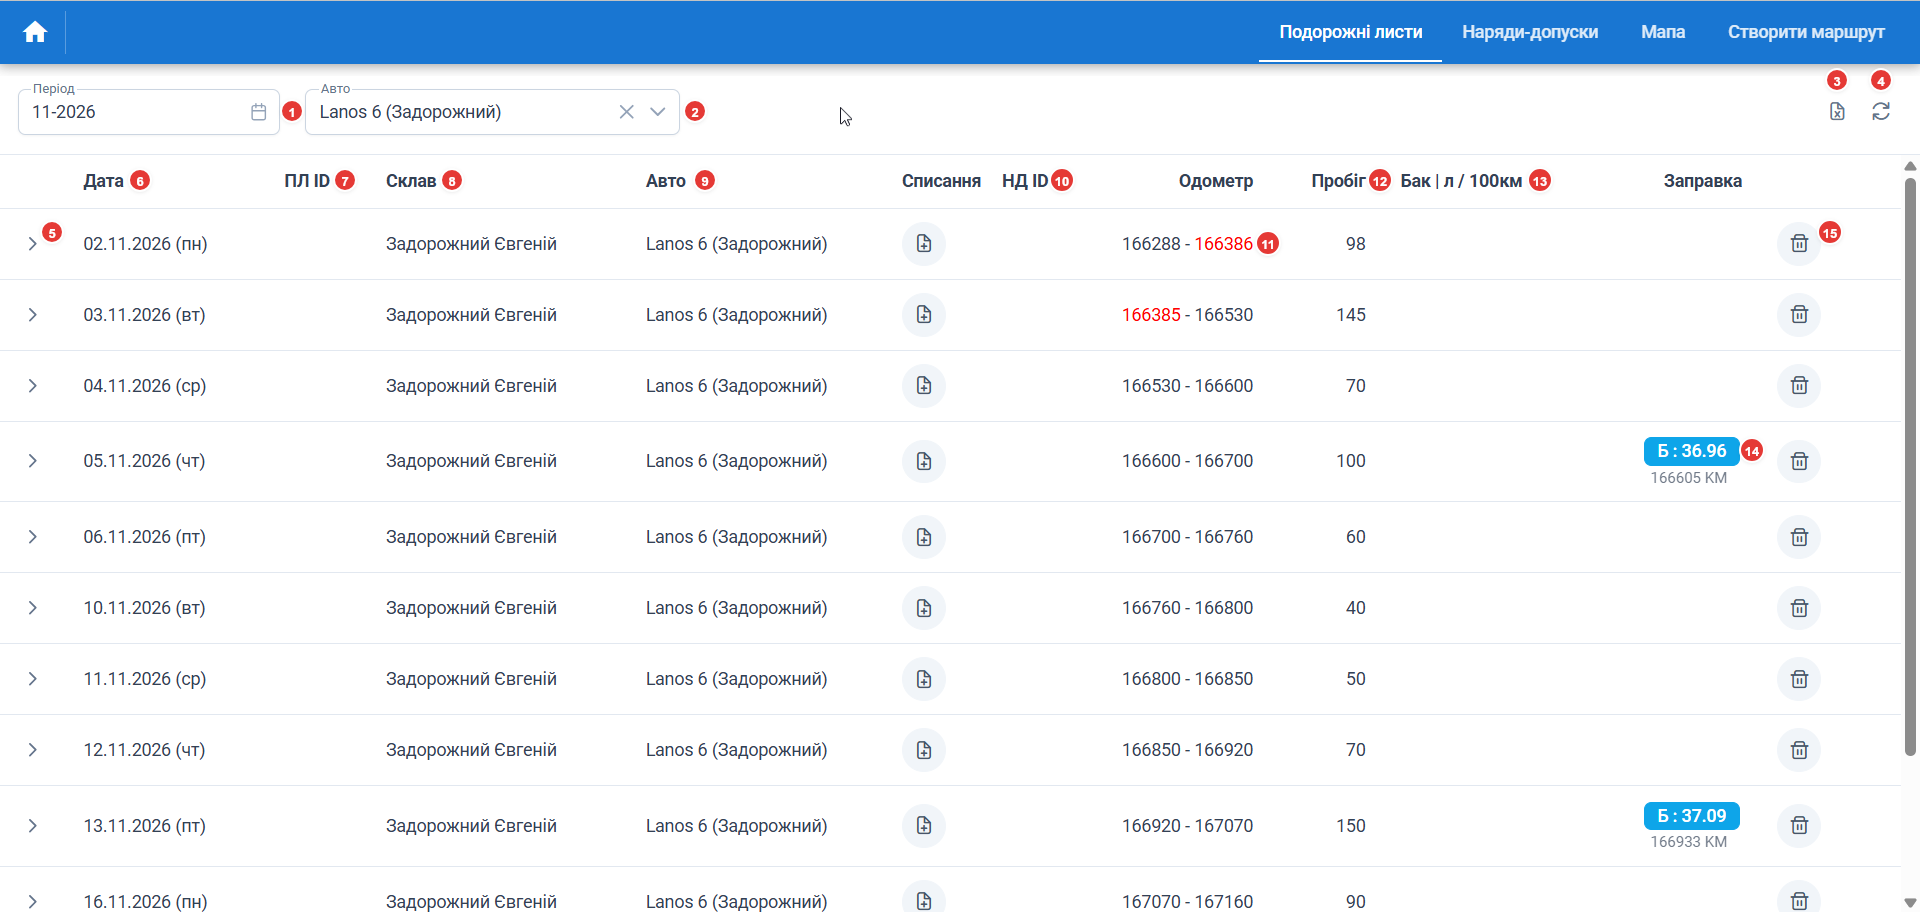 Подорожні листи Наряди-допуски Мапа Створити маршрут
Період Авто 3 4
11-2026 1 Lanos 6 (Задорожний) 2
Дата 6 ПЛ ID 7 Склав 8 Авто 9 Списання НД ID 10 Одометр Пробіг 12 Бак | л / 100км 13 Заправка
5 02.11.2026 (пн) Задорожний Євгеній Lanos 6 (Задорожний) 166288 - 166386 11 98 15
03.11.2026 (вт) Задорожний Євгеній Lanos 6 (Задорожний) 166385 - 166530 145
04.11.2026 (ср) Задорожний Євгеній Lanos 6 (Задорожний) 166530 - 166600 70
05.11.2026 (чт) Задорожний Євгеній Lanos 6 (Задорожний) 166600 - 166700 100 Б : 36.96 14
166605 KM
06.11.2026 (пт) Задорожний Євгеній Lanos 6 (Задорожний) 166700 - 166760 60
10.11.2026 (вт) Задорожний Євгеній Lanos 6 (Задорожний) 166760 - 166800 40
11.11.2026 (ср) Задорожний Євгеній Lanos 6 (Задорожний) 166800 - 166850 50
12.11.2026 (чт) Задорожний Євгеній Lanos 6 (Задорожний) 166850 - 166920 70
13.11.2026 (пт) Задорожний Євгеній Lanos 6 (Задорожний) 166920 - 167070 150 Б : 37.09
166933 KM
16.11.2026 (пн) Задорожний Євгеній Lanos 6 (Задорожний) 167070 - 167160 90